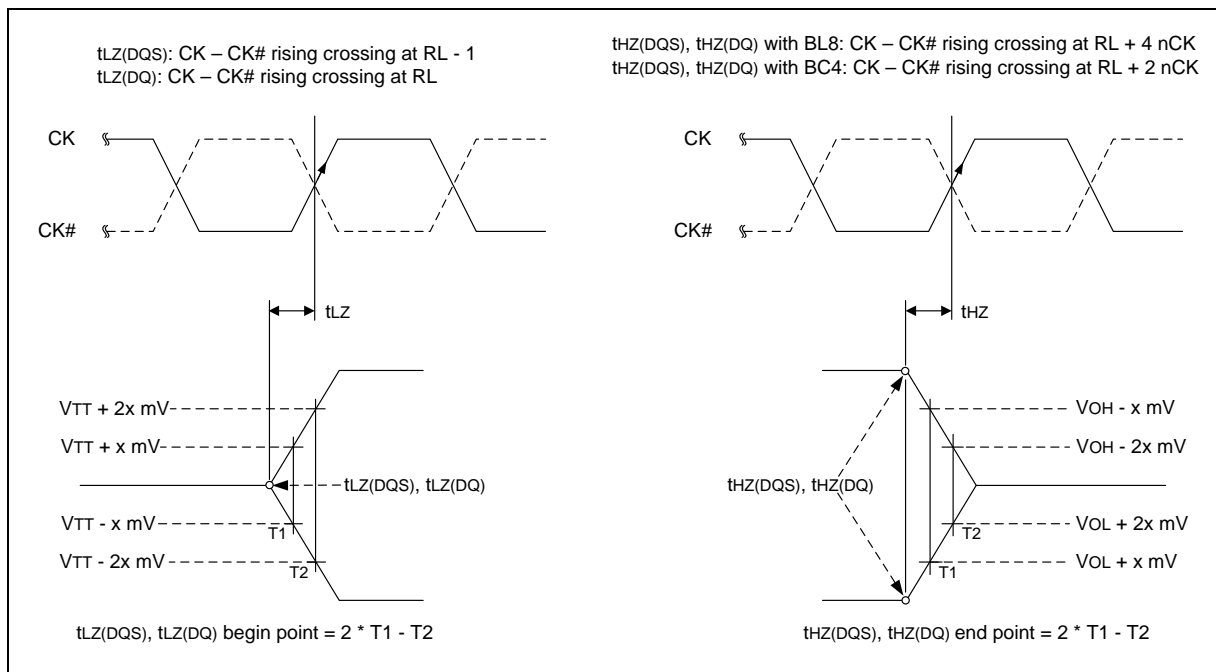 tLZ(DQS): CK – CK# rising crossing at RL - 1
tLZ(DQ): CK – CK# rising crossing at RL
CK
CK#
tLZ
VTT + 2x mV
VTT + x mV
tLZ(DQS), tLZ(DQ)
VTT - x mV
T1
VTT - 2x mV
T2
tLZ(DQS), tLZ(DQ) begin point = 2 * T1 - T2
tHZ(DQS), tHZ(DQ) with BL8: CK – CK# rising crossing at RL + 4 nCK
tHZ(DQS), tHZ(DQ) with BC4: CK – CK# rising crossing at RL + 2 nCK
CK
CK#
tHZ
VOH - x mV
VOH - 2x mV
tHZ(DQS), tHZ(DQ)
VOL + 2x mV
T2
VOL + x mV
T1
tHZ(DQS), tHZ(DQ) end point = 2 * T1 - T2